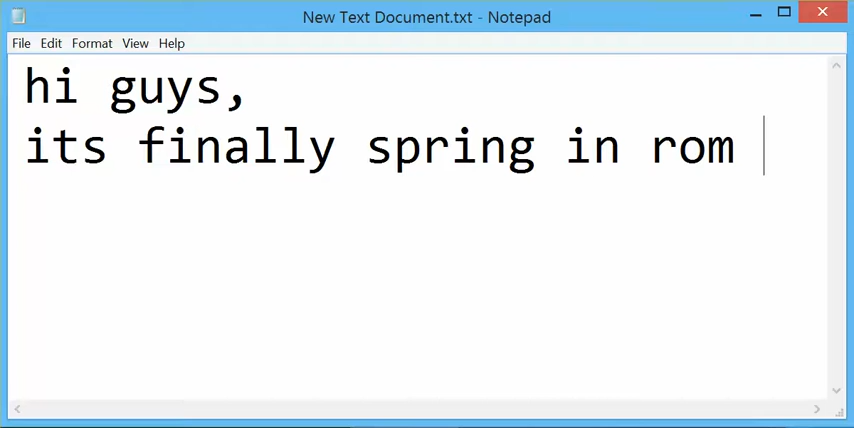 New Text Document.txt - Notepad
File Edit Format View Help
hi guys,
its finally spring in rom